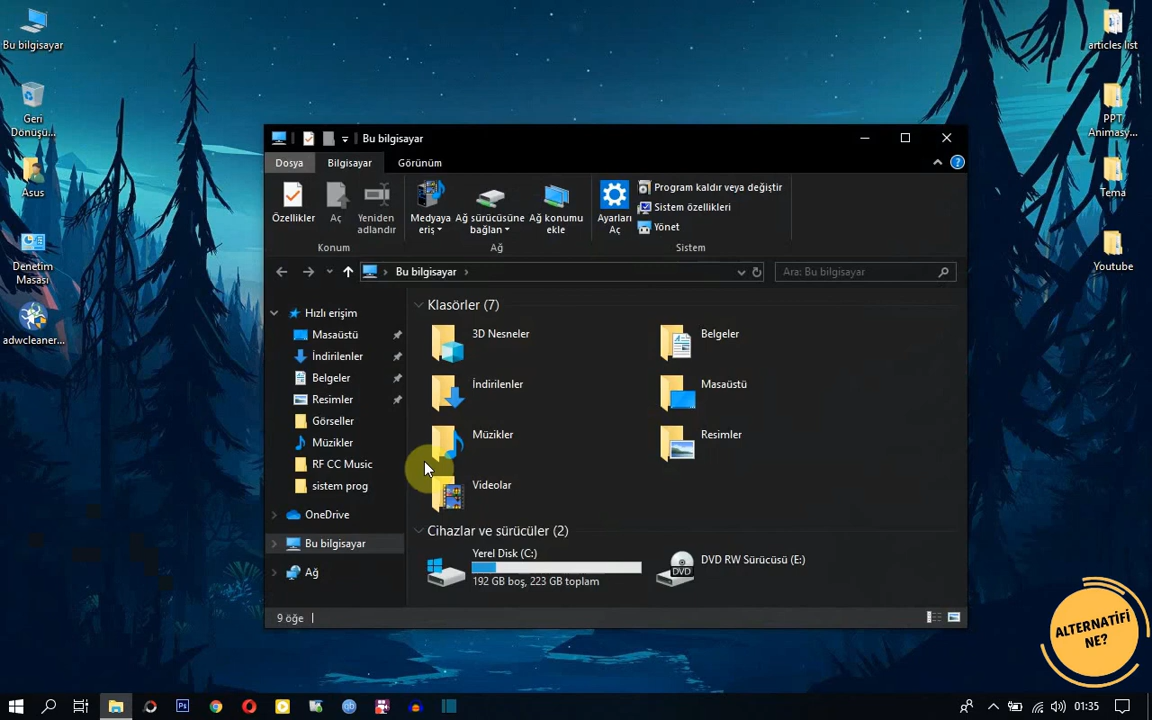 Bu bilgisayar
Geri
Dönüşü...
Asus
Denetim
Masası
adwcleaner...
articles list
PPT
Animasy...
Tema
Youtube
Bu bilgisayar
Dosya
Bilgisayar
Görünüm
Özellikler
Aç
Yeniden
adlandır
Medyaya
eriş
Ağ sürücüsüne
bağlan
Ağ konumu
ekle
Ayarları
Aç
Program kaldır veya değiştir
Sistem özellikleri
Yönet
Konum
Ağ
Sistem
Bu bilgisayar
Ara: Bu bilgisayar
Hızlı erişim
Masaüstü
İndirilenler
Belgeler
Resimler
Görseller
Müzikler
RF CC Music
sistem prog
OneDrive
Bu bilgisayar
Ağ
Klasörler (7)
3D Nesneler
Belgeler
İndirilenler
Masaüstü
Müzikler
Resimler
Videolar
Cihazlar ve sürücüler (2)
Yerel Disk (C:)
192 GB boş, 223 GB toplam
DVD
DVD RW Sürücüsü (E:)
9 öğe
ALTERNATİFİ
NE?
Ps
qb
01:35